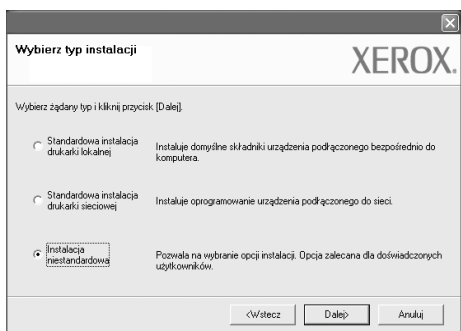 Wybierz typ instalacji
XEROX.
Wybierz żądany typ i kliknij przycisk [Dalej].
Standardowa instalacja
drukarki lokalnej
Instaluje domyślne składniki urządzenia podłączonego bezpośrednio do
komputera.
Standardowa instalacja
drukarki sieciowej
Instaluje oprogramowanie urządzenia podłączonego do sieci.
Instalacja
niestandardowa
Pozwala na wybranie opcji instalacji. Opcja zalecana dla doświadczonych
użytkowników.
<Wstecz
Dalej>
Anuluj